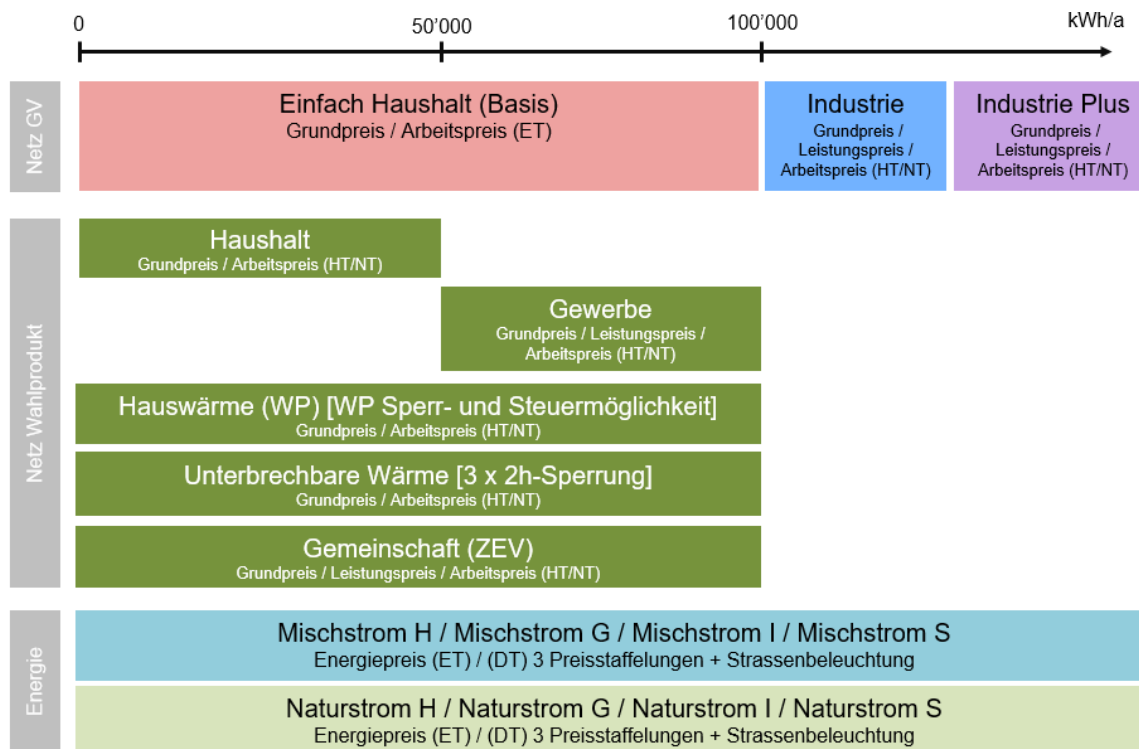 0
50’000
100’000
kWh/a
Netz GV
Einfach Haushalt (Basis)
Grundpreis / Arbeitspreis (ET)
Industrie
Grundpreis /
Leistungspreis /
Arbeitspreis (HT/NT)
Industrie Plus
Grundpreis /
Leistungspreis /
Arbeitspreis (HT/NT)
Netz Wahlprodukt
Haushalt
Grundpreis / Arbeitspreis (HT/NT)
Gewerbe
Grundpreis / Leistungspreis /
Arbeitspreis (HT/NT)
Hauswärme (WP) [WP Sperr- und Steuermöglichkeit]
Grundpreis / Arbeitspreis (HT/NT)
Unterbrechbare Wärme [3 x 2h-Sperrung]
Grundpreis / Arbeitspreis (HT/NT)
Gemeinschaft (ZEV)
Grundpreis / Leistungspreis / Arbeitspreis (HT/NT)
Energie
Mischstrom H / Mischstrom G / Mischstrom I / Mischstrom S
Energiepreis (ET) / (DT) 3 Preisstaffelungen + Strassenbeleuchtung
Naturstrom H / Naturstrom G / Naturstrom I / Naturstrom S
Energiepreis (ET) / (DT) 3 Preisstaffelungen + Strassenbeleuchtung